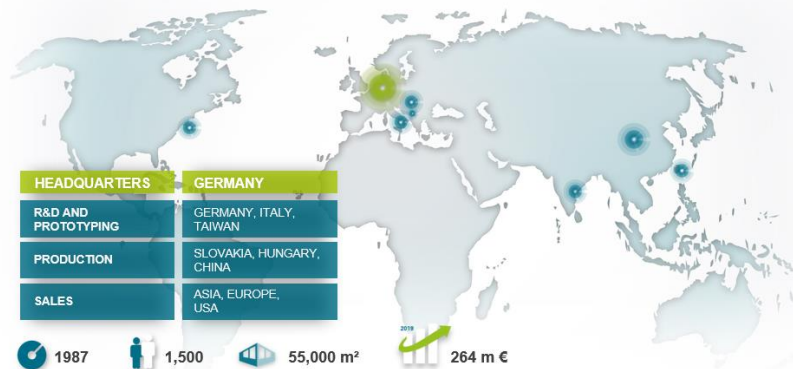 HEADQUARTERS
GERMANY
R&D AND
PROTOTYPING
GERMANY, ITALY,
TAIWAN
PRODUCTION
SLOVAKIA, HUNGARY,
CHINA
SALES
ASIA, EUROPE,
USA
1987
1,500
55,000 m²
2019
264 m €